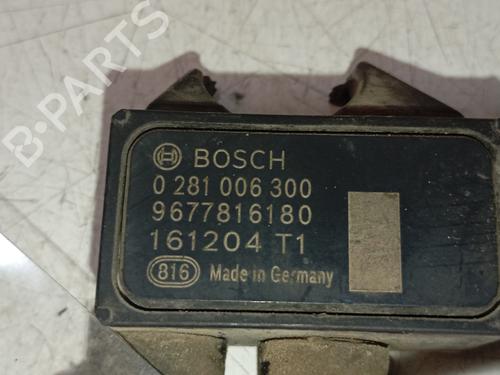 BOSCH
0 281 006 300
9677816180
161204 T1
816 Made in Germany
B-PARTS